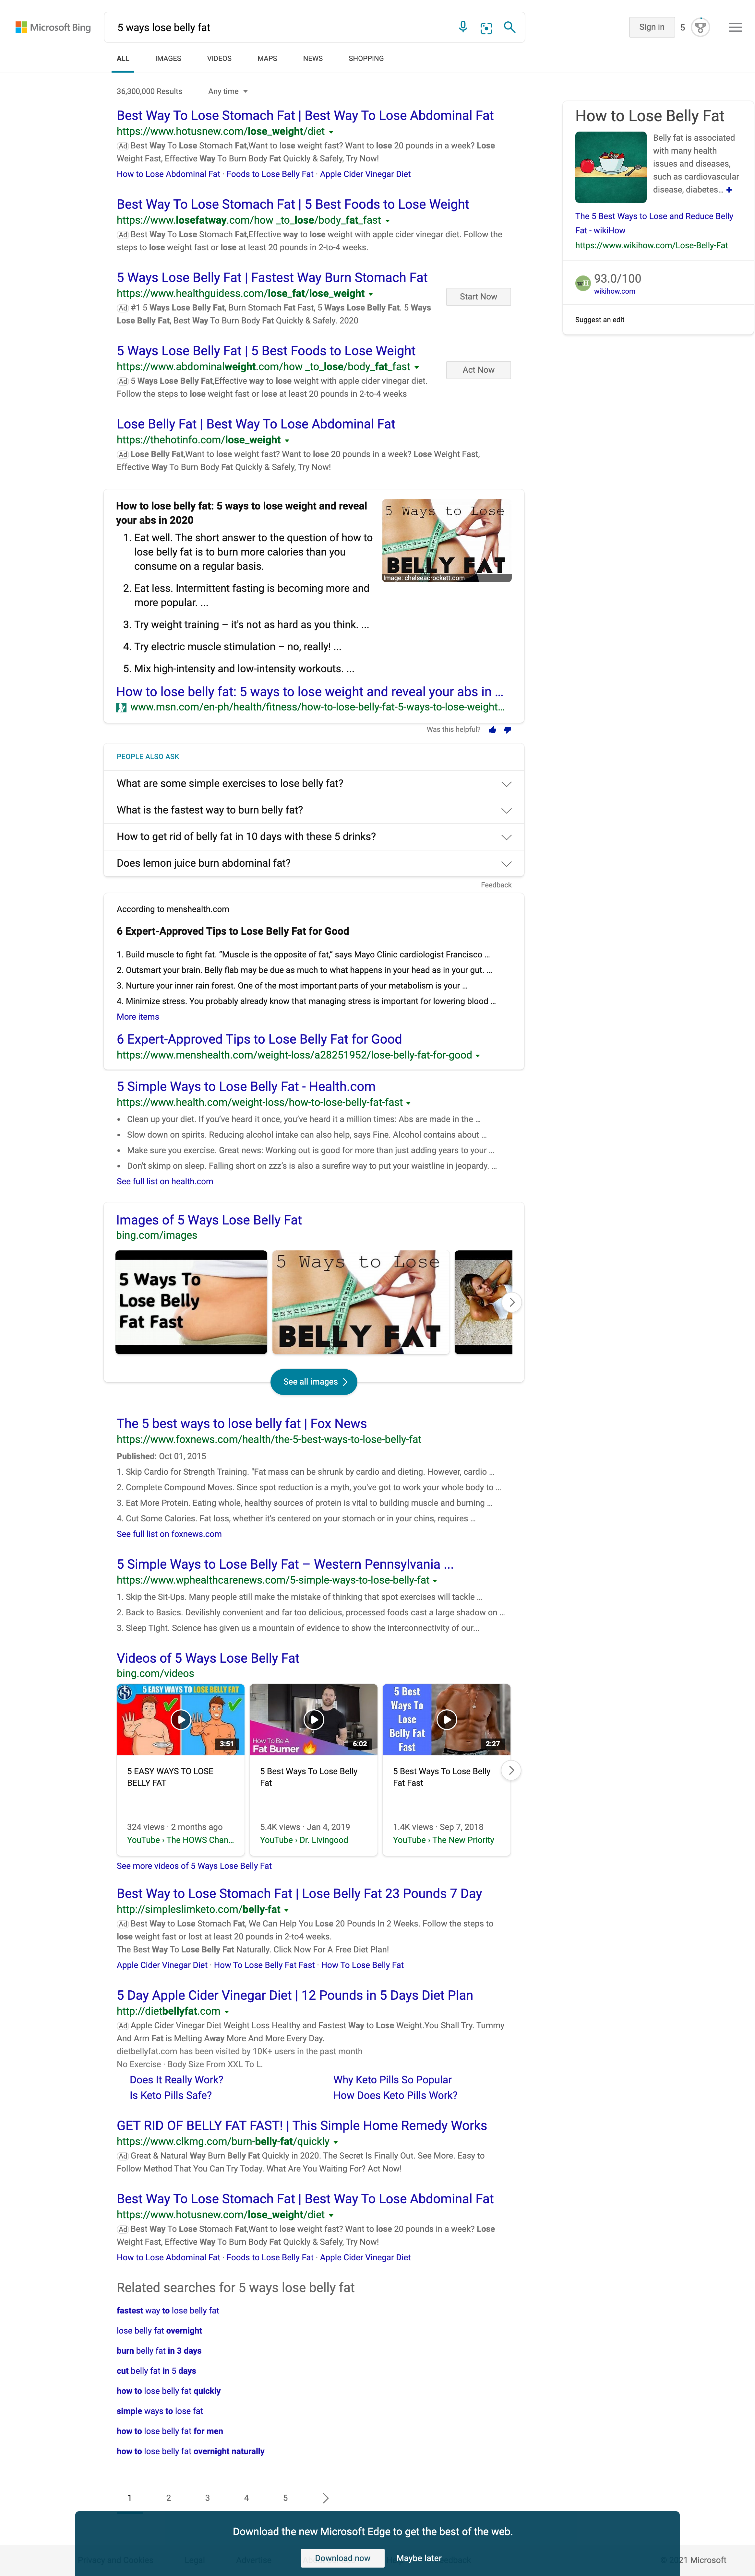 Microsoft Bing
5 ways lose belly fat
Sign in
5
ALL
IMAGES
VIDEOS
MAPS
NEWS
SHOPPING
36,300,000 Results
Any time
Best Way To Lose Stomach Fat | Best Way To Lose Abdominal Fat
https://www.hotusnew.com/lose_weight/diet
Ad Best Way To Lose Stomach Fat,Want to lose weight fast? Want to lose 20 pounds in a week? Lose
Weight Fast, Effective Way To Burn Body Fat Quickly & Safely, Try Now!
How to Lose Abdominal Fat · Foods to Lose Belly Fat · Apple Cider Vinegar Diet
Best Way To Lose Stomach Fat | 5 Best Foods to Lose Weight
https://www.losefatway.com/how _to_lose/body_fat_fast
Ad Best Way To Lose Stomach Fat,Effective way to lose weight with apple cider vinegar diet. Follow the
steps to lose weight fast or lose at least 20 pounds in 2-to-4 weeks.
5 Ways Lose Belly Fat | Fastest Way Burn Stomach Fat
https://www.healthguidess.com/lose_fat/lose_weight
Ad #1 5 Ways Lose Belly Fat, Burn Stomach Fat Fast, 5 Ways Lose Belly Fat. 5 Ways
Lose Belly Fat, Best Way To Burn Body Fat Quickly & Safely. 2020
Start Now
5 Ways Lose Belly Fat | 5 Best Foods to Lose Weight
https://www.abdominalweight.com/how _to_lose/body_fat_fast
Ad 5 Ways Lose Belly Fat,Effective way to lose weight with apple cider vinegar diet.
Follow the steps to lose weight fast or lose at least 20 pounds in 2-to-4 weeks
Act Now
Lose Belly Fat | Best Way To Lose Abdominal Fat
https://thehotinfo.com/lose_weight
Ad Lose Belly Fat,Want to lose weight fast? Want to lose 20 pounds in a week? Lose Weight Fast,
Effective Way To Burn Body Fat Quickly & Safely, Try Now!
How to lose belly fat: 5 ways to lose weight and reveal
your abs in 2020
1. Eat well. The short answer to the question of how to
lose belly fat is to burn more calories than you
consume on a regular basis.
2. Eat less. Intermittent fasting is becoming more and
more popular. ...
3. Try weight training – it's not as hard as you think. ...
4. Try electric muscle stimulation – no, really! ...
5. Mix high-intensity and low-intensity workouts. ...
5 Ways to Lose
BELLY FAT
Image: chelseacrockett.com
How to lose belly fat: 5 ways to lose weight and reveal your abs in ...
www.msn.com/en-ph/health/fitness/how-to-lose-belly-fat-5-ways-to-lose-weight...
Was this helpful?
PEOPLE ALSO ASK
What are some simple exercises to lose belly fat?
What is the fastest way to burn belly fat?
How to get rid of belly fat in 10 days with these 5 drinks?
Does lemon juice burn abdominal fat?
Feedback
According to menshealth.com
6 Expert-Approved Tips to Lose Belly Fat for Good
1. Build muscle to fight fat. “Muscle is the opposite of fat,” says Mayo Clinic cardiologist Francisco ...
2. Outsmart your brain. Belly flab may be due as much to what happens in your head as in your gut. ...
3. Nurture your inner rain forest. One of the most important parts of your metabolism is your ...
4. Minimize stress. You probably already know that managing stress is important for lowering blood ...
More items
6 Expert-Approved Tips to Lose Belly Fat for Good
https://www.menshealth.com/weight-loss/a28251952/lose-belly-fat-for-good
5 Simple Ways to Lose Belly Fat - Health.com
https://www.health.com/weight-loss/how-to-lose-belly-fat-fast
• Clean up your diet. If you’ve heard it once, you’ve heard it a million times: Abs are made in the ...
• Slow down on spirits. Reducing alcohol intake can also help, says Fine. Alcohol contains about ...
• Make sure you exercise. Great news: Working out is good for more than just adding years to your ...
• Don't skimp on sleep. Falling short on zzz’s is also a surefire way to put your waistline in jeopardy. ...
See full list on health.com
Images of 5 Ways Lose Belly Fat
bing.com/images
5 Ways To
Lose Belly
Fat Fast
5 Ways to Lose
BELLY FAT
See all images
The 5 best ways to lose belly fat | Fox News
https://www.foxnews.com/health/the-5-best-ways-to-lose-belly-fat
Published: Oct 01, 2015
1. Skip Cardio for Strength Training. “Fat mass can be shrunk by cardio and dieting. However, cardio ...
2. Complete Compound Moves. Since spot reduction is a myth, you’ve got to work your whole body to ...
3. Eat More Protein. Eating whole, healthy sources of protein is vital to building muscle and burning ...
4. Cut Some Calories. Fat loss, whether it’s centered on your stomach or in your chins, requires ...
See full list on foxnews.com
5 Simple Ways to Lose Belly Fat – Western Pennsylvania ...
https://www.wphealthcarenews.com/5-simple-ways-to-lose-belly-fat
1. Skip the Sit-Ups. Many people still make the mistake of thinking that spot exercises will tackle ...
2. Back to Basics. Devilishly convenient and far too delicious, processed foods cast a large shadow on ...
3. Sleep Tight. Science has given us a mountain of evidence to show the interconnectivity of our...
Videos of 5 Ways Lose Belly Fat
bing.com/videos
5 EASY WAYS TO LOSE BELLY FAT
3:51
How To Be A
Fat Burner
6:02
5 Best
Ways To
Lose
Belly Fat
Fast
2:27
5 EASY WAYS TO LOSE
BELLY FAT
324 views · 2 months ago
YouTube › The HOWS Chan...
5 Best Ways To Lose Belly
Fat
5.4K views · Jan 4, 2019
YouTube › Dr. Livingood
5 Best Ways To Lose Belly
Fat Fast
1.4K views · Sep 7, 2018
YouTube › The New Priority
See more videos of 5 Ways Lose Belly Fat
Best Way to Lose Stomach Fat | Lose Belly Fat 23 Pounds 7 Day
http://simpleslimketo.com/belly-fat
Ad Best Way to Lose Stomach Fat, We Can Help You Lose 20 Pounds In 2 Weeks. Follow the steps to
lose weight fast or lost at least 20 pounds in 2-to4 weeks.
The Best Way To Lose Belly Fat Naturally. Click Now For A Free Diet Plan!
Apple Cider Vinegar Diet · How To Lose Belly Fat Fast · How To Lose Belly Fat
5 Day Apple Cider Vinegar Diet | 12 Pounds in 5 Days Diet Plan
http://dietbellyfat.com
Ad Apple Cider Vinegar Diet Weight Loss Healthy and Fastest Way to Lose Weight.You Shall Try. Tummy
And Arm Fat is Melting Away More And More Every Day.
dietbellyfat.com has been visited by 10K+ users in the past month
No Exercise · Body Size From XXL To L.
Does It Really Work?
Why Keto Pills So Popular
Is Keto Pills Safe?
How Does Keto Pills Work?
GET RID OF BELLY FAT FAST! | This Simple Home Remedy Works
https://www.clkmg.com/burn-belly-fat/quickly
Ad Great & Natural Way Burn Belly Fat Quickly in 2020. The Secret Is Finally Out. See More. Easy to
Follow Method That You Can Try Today. What Are You Waiting For? Act Now!
Best Way To Lose Stomach Fat | Best Way To Lose Abdominal Fat
https://www.hotusnew.com/lose_weight/diet
Ad Best Way To Lose Stomach Fat,Want to lose weight fast? Want to lose 20 pounds in a week? Lose
Weight Fast, Effective Way To Burn Body Fat Quickly & Safely, Try Now!
How to Lose Abdominal Fat · Foods to Lose Belly Fat · Apple Cider Vinegar Diet
Related searches for 5 ways lose belly fat
fastest way to lose belly fat
lose belly fat overnight
burn belly fat in 3 days
cut belly fat in 5 days
how to lose belly fat quickly
simple ways to lose fat
how to lose belly fat for men
how to lose belly fat overnight naturally
1 2 3 4 5
How to Lose Belly Fat
Belly fat is associated
with many health
issues and diseases,
such as cardiovascular
disease, diabetes... +
The 5 Best Ways to Lose and Reduce Belly
Fat - wikiHow
https://www.wikihow.com/Lose-Belly-Fat
93.0/100
wikihow.com
Suggest an edit
Download the new Microsoft Edge to get the best of the web.
Download now
Maybe later
21 Microsoft